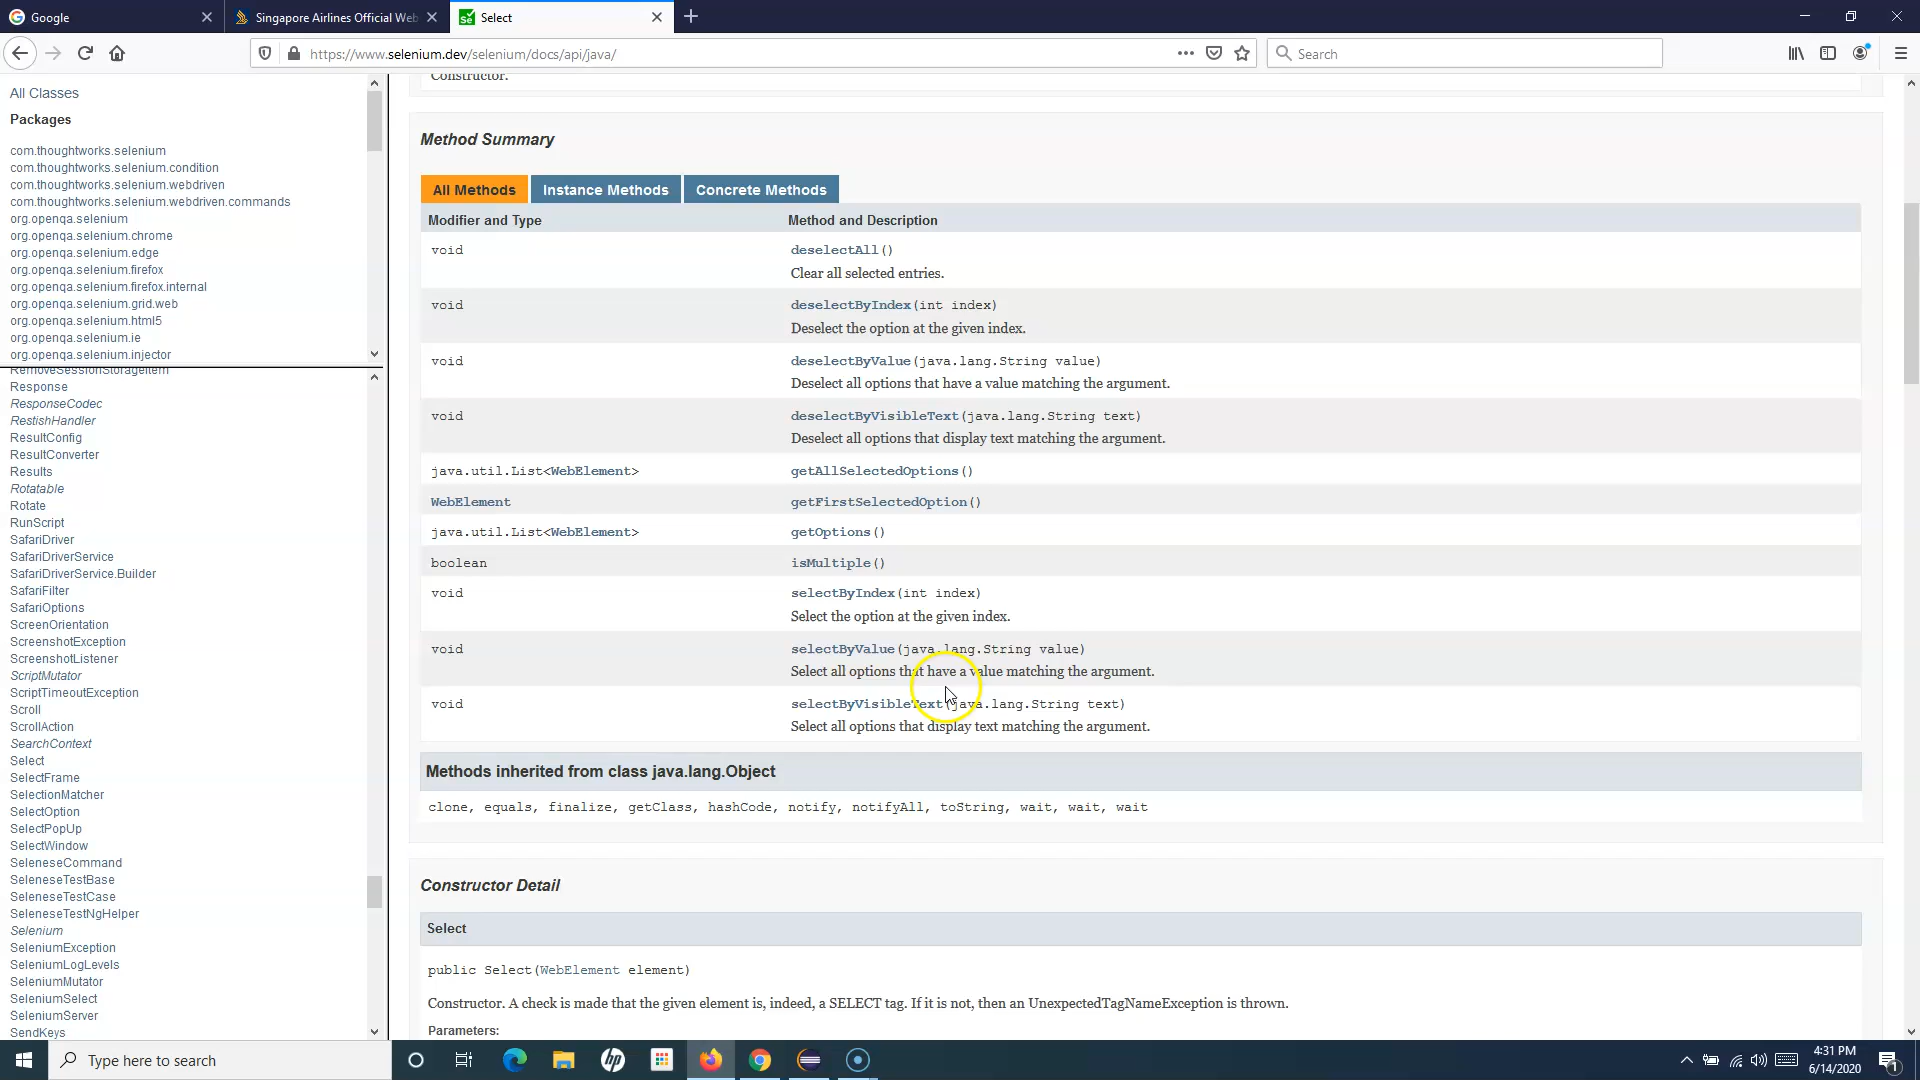 Google
Singapore Airlines Official Web
Select
https://www.selenium.dev/selenium/docs/api/java/
Search
All Classes
Packages
com.thoughtworks.selenium
com.thoughtworks.selenium.condition
com.thoughtworks.selenium.webdriven
com.thoughtworks.selenium.webdriven.commands
org.openqa.selenium
org.openqa.selenium.chrome
org.openqa.selenium.edge
org.openqa.selenium.firefox
org.openqa.selenium.firefox.internal
org.openqa.selenium.grid.web
org.openqa.selenium.html5
org.openqa.selenium.ie
org.openqa.selenium.injector
RemoveSessionStorageItem
Response
ResponseCodec
RestishHandler
ResultConfig
ResultConverter
Results
Rotatable
Rotate
RunScript
SafariDriver
SafariDriverService
SafariDriverService.Builder
SafariFilter
SafariOptions
ScreenOrientation
ScreenshotException
ScreenshotListener
ScriptMutator
ScriptTimeoutException
Scroll
ScrollAction
SearchContext
Select
SelectFrame
SelectionMatcher
SelectOption
SelectPopUp
SelectWindow
SeleneseCommand
SeleneseTestBase
SeleneseTestCase
SeleneseTestNgHelper
Selenium
SeleniumException
SeleniumLogLevels
SeleniumMutator
SeleniumSelect
SeleniumServer
SendKeys
Constructor.
Method Summary
All Methods Instance Methods Concrete Methods
Modifier and Type Method and Description
void deselectAll()
Clear all selected entries.
void deselectByIndex(int index)
Deselect the option at the given index.
void deselectByValue(java.lang.String value)
Deselect all options that have a value matching the argument.
void deselectByVisibleText(java.lang.String text)
Deselect all options that display text matching the argument.
java.util.List<WebElement> getAllSelectedOptions()
WebElement getFirstSelectedOption()
java.util.List<WebElement> getOptions()
boolean isMultiple()
void selectByIndex(int index)
Select the option at the given index.
void selectByValue(java.lang.String value)
Select all options that have a value matching the argument.
void selectByVisibleText(java.lang.String text)
Select all options that display text matching the argument.
Methods inherited from class java.lang.Object
clone, equals, finalize, getClass, hashCode, notify, notifyAll, toString, wait, wait, wait
Constructor Detail
Select
public Select(WebElement element)
Constructor. A check is made that the given element is, indeed, a SELECT tag. If it is not, then an UnexpectedTagNameException is thrown.
Parameters:
Type here to search
4:31 PM
6/14/2020
1